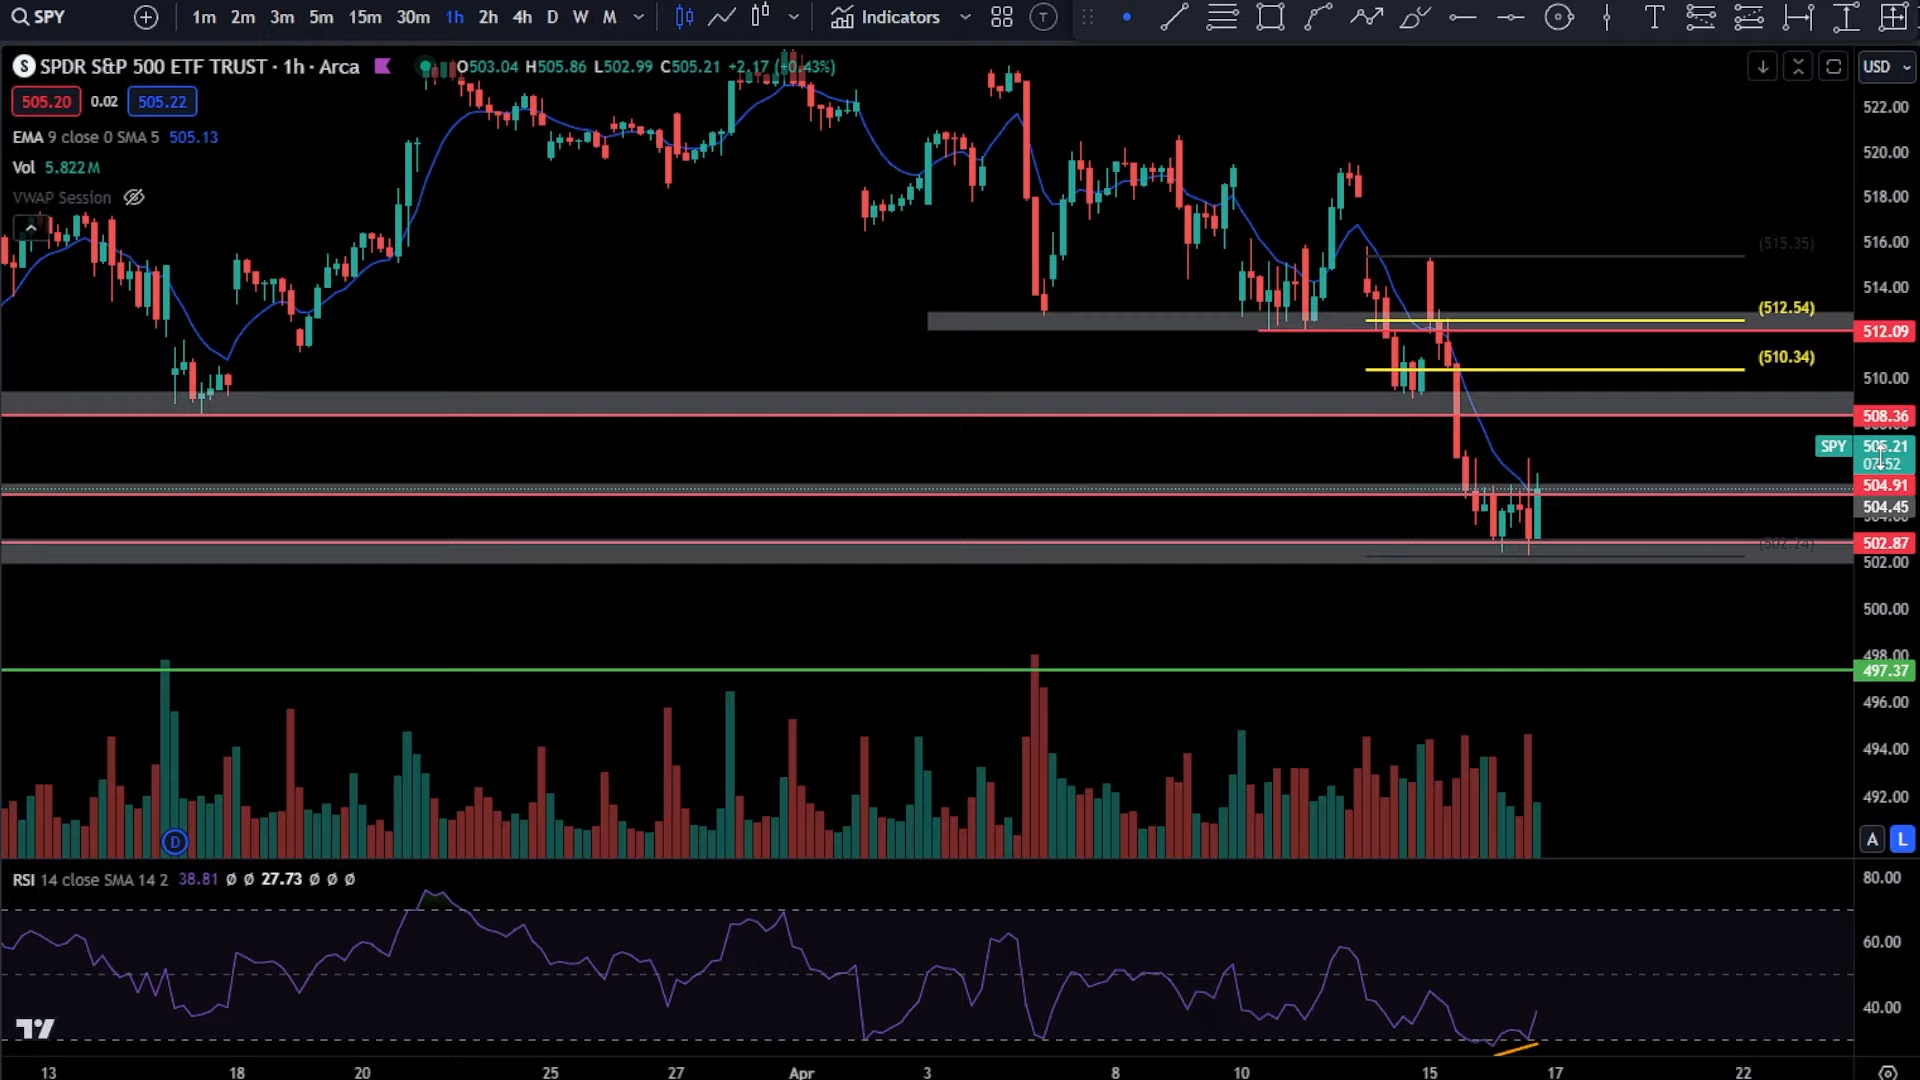 SPY
1m 2m 3m 5m 15m 30m 1h 2h 4h D W M Indicators T T
S SPDR S&P 500 ETF TRUST · 1h · Arca O503.04 H505.86 L502.99 C505.21 +2.17 (+0.43%) USD
505.20 0.02 505.22
EMA 9 close 0 SMA 5 505.13
Vol 5.822M
VWAP Session
522.00
520.00
518.00
516.00
(515.35)
514.00
(512.54)
512.09
(510.34)
510.00
508.36
SPY 505.21
07:52
504.91
504.45
502.87
(502.24)
502.00
500.00
498.00
497.37
496.00
494.00
492.00
D
A L
RSI 14 close SMA 14 2 38.81 Ø Ø 27.73 Ø Ø Ø
80.00
60.00
40.00
13 18 20 25 27 Apr 3 8 10 15 17 22